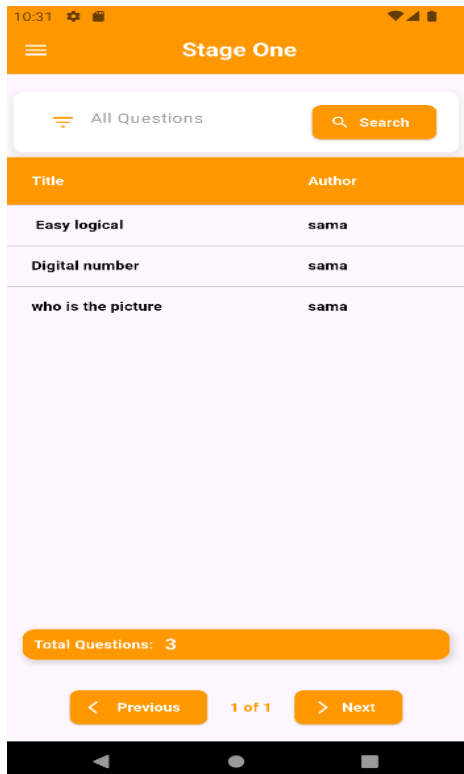 10:31
Stage One
All Questions
Search
Title Author
Easy logical sama
Digital number sama
who is the picture sama
Total Questions: 3
Previous 1 of 1 Next